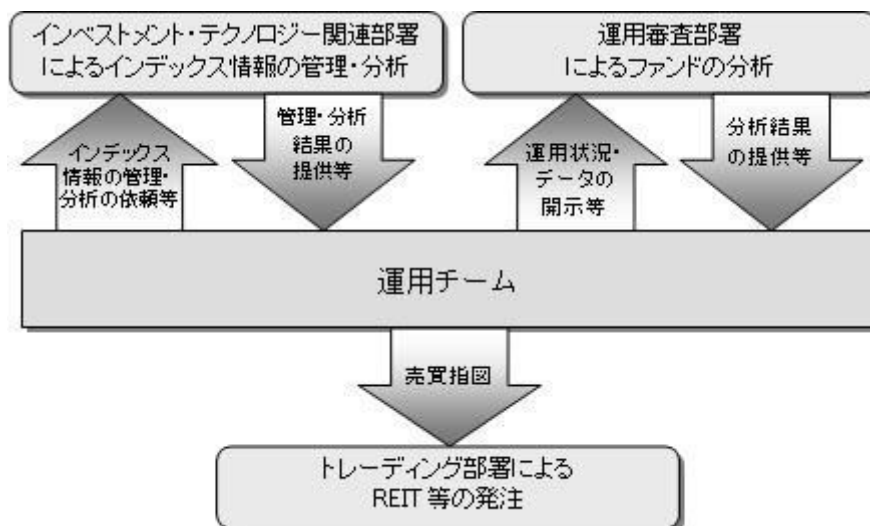 インベストメント・テクノロジー関連部署
によるインデックス情報の管理・分析
運用審査部署
によるファンドの分析
インデックス
情報の管理・
分析の依頼等
管理・分析
結果の
提供等
運用状況・
データの
開示等
分析結果
の提供等
運用チーム
売買指図
トレーディング部署による
REIT等の発注